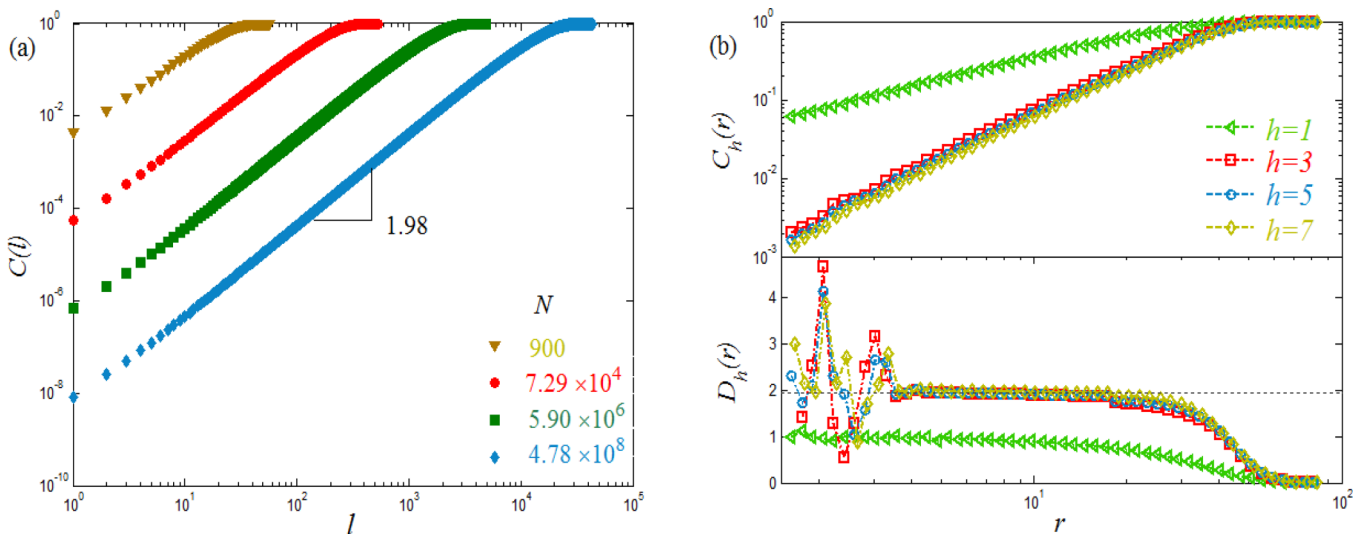 (a)
10^0
10^-2
10^-4
10^-6
10^-8
10^-10
C(l)
1.98
N
900
7.29 ×10^4
5.90 ×10^6
4.78 ×10^8
10^0 10^1 10^2 10^3 10^4 10^5
l
(b)
10^0
10^-1
10^-2
10^-3
C_h(r)
h=1
h=3
h=5
h=7
4
3
2
1
0
D_h(r)
10^1 10^2
r